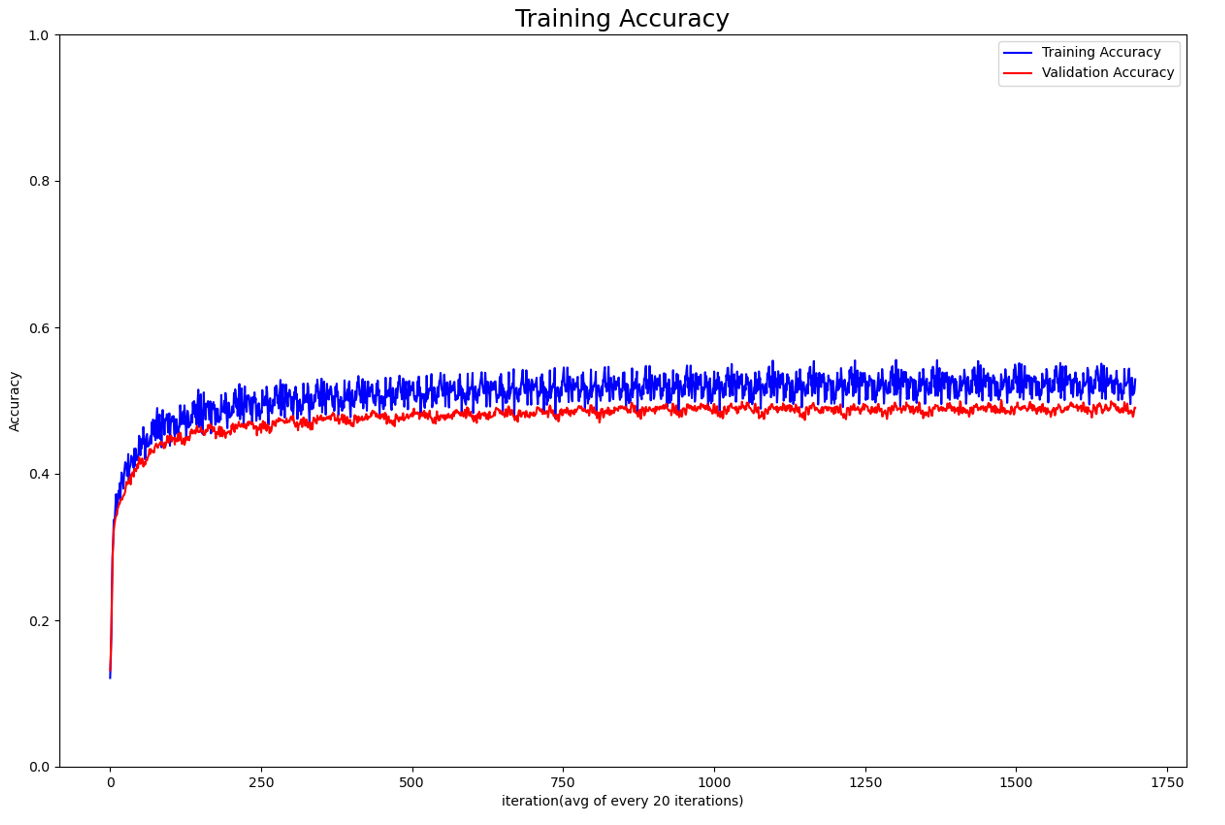 Training Accuracy
1.0
Training Accuracy
Validation Accuracy
0.8
0.6
Accuracy
0.4
0.2
0.0
0 250 500 750 1000 1250 1500 1750
iteration(avg of every 20 iterations)